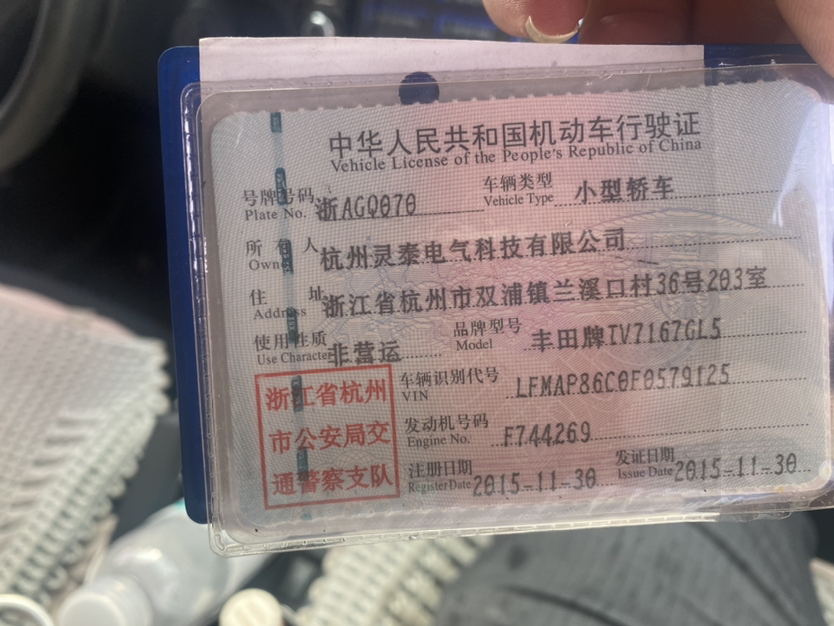 中华人民共和国机动车行驶证
Vehicle License of the People's Republic of China
号牌号码 Plate No. 浙AGQ070 车辆类型 Vehicle Type 小型轿车
所有人 Owner 杭州灵泰电气科技有限公司
住址 Address 浙江省杭州市双浦镇兰溪口村36号203室
使用性质 Use Character 非营运 品牌型号 Model 丰田牌TV7167GL5
车辆识别代号 VIN LFMAP86C0F0579125
发动机号码 Engine No. F744269
注册日期 Register Date 2015-11-30 发证日期 Issue Date 2015-11-30
浙江省杭州
市公安局交
通警察支队